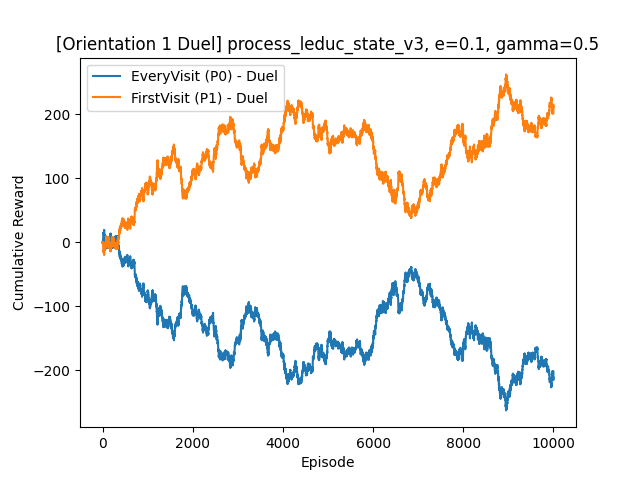 [Orientation 1 Duel] process_leduc_state_v3, e=0.1, gamma=0.5
EveryVisit (P0) - Duel
FirstVisit (P1) - Duel
200
100
0
−100
−200
Cumulative Reward
0
2000
4000
6000
8000
10000
Episode